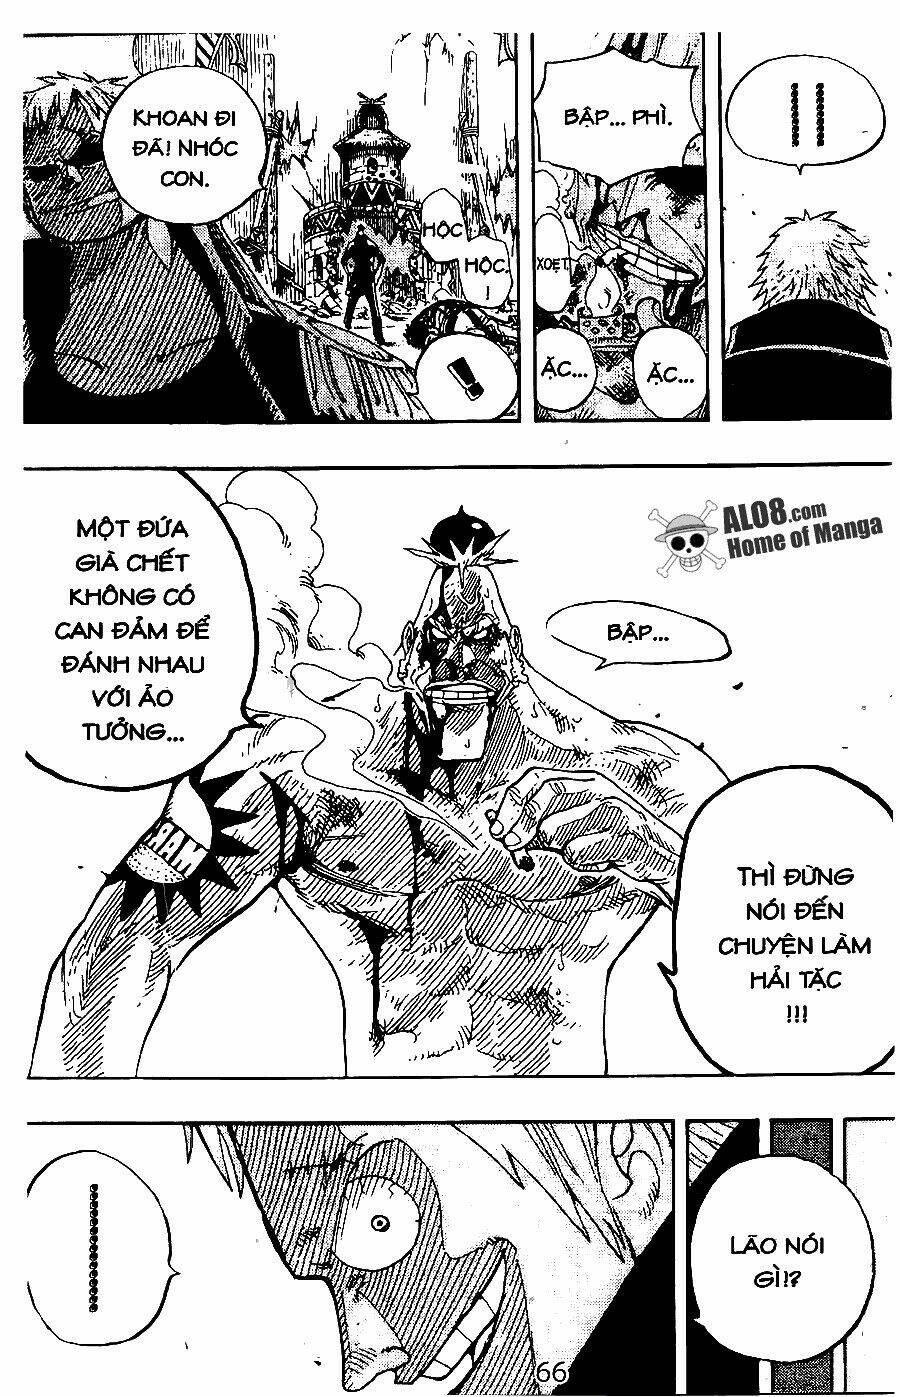 BẬP... PHÌ.
XOẸT
ẶC...
ẶC...
KHOAN ĐI
ĐÃ! NHÓC
CON.
HỘC
HỘC.
!
!
AL08.com
Home of Manga
BẬP...
MỘT ĐỨA
GIÀ CHẾT
KHÔNG CÓ
CAN ĐẢM ĐỂ
ĐÁNH NHAU
VỚI ẢO
TƯỞNG...
THÌ ĐỪNG
NÓI ĐẾN
CHUYỆN LÀM
HẢI TẶC
!!!
LÃO NÓI
GÌ!?
66